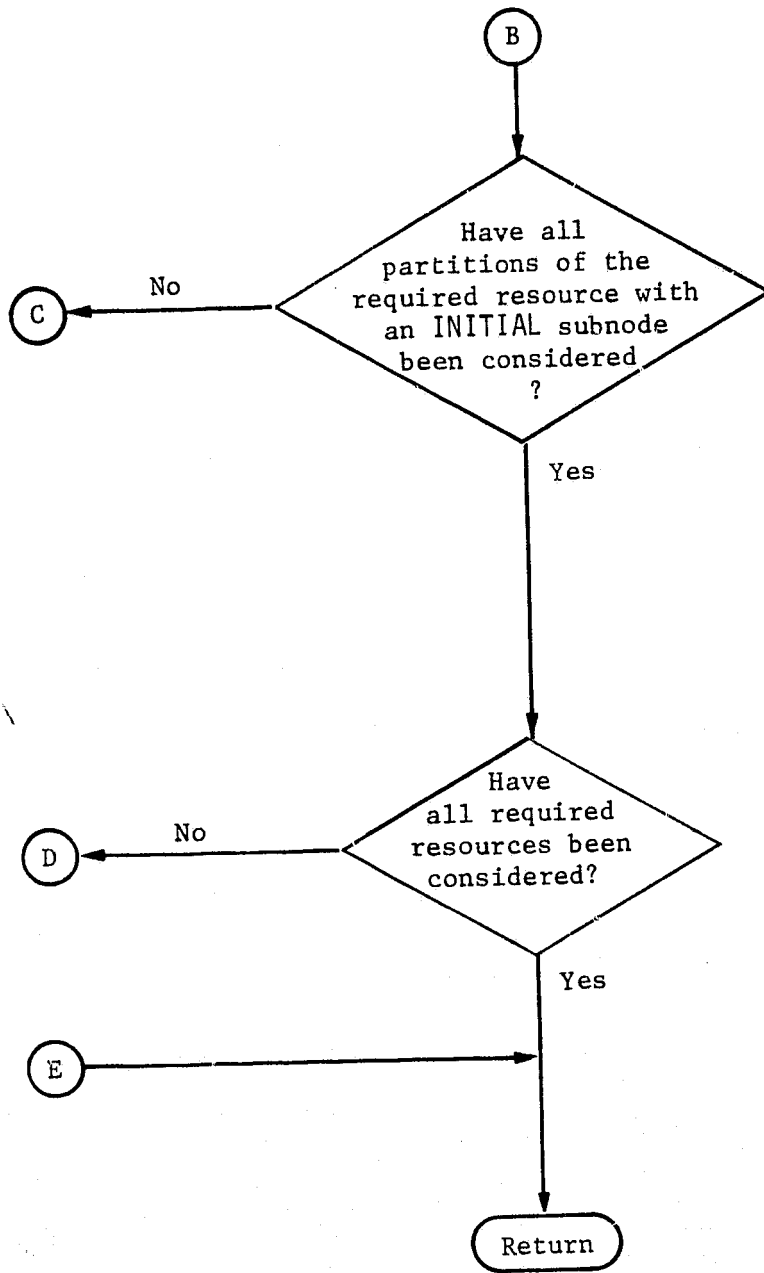 B
Have all
partitions of the
required resource with
an INITIAL subnode
been considered
?
No
C
Yes
Have
all required
resources been
considered?
No
D
Yes
E
Return